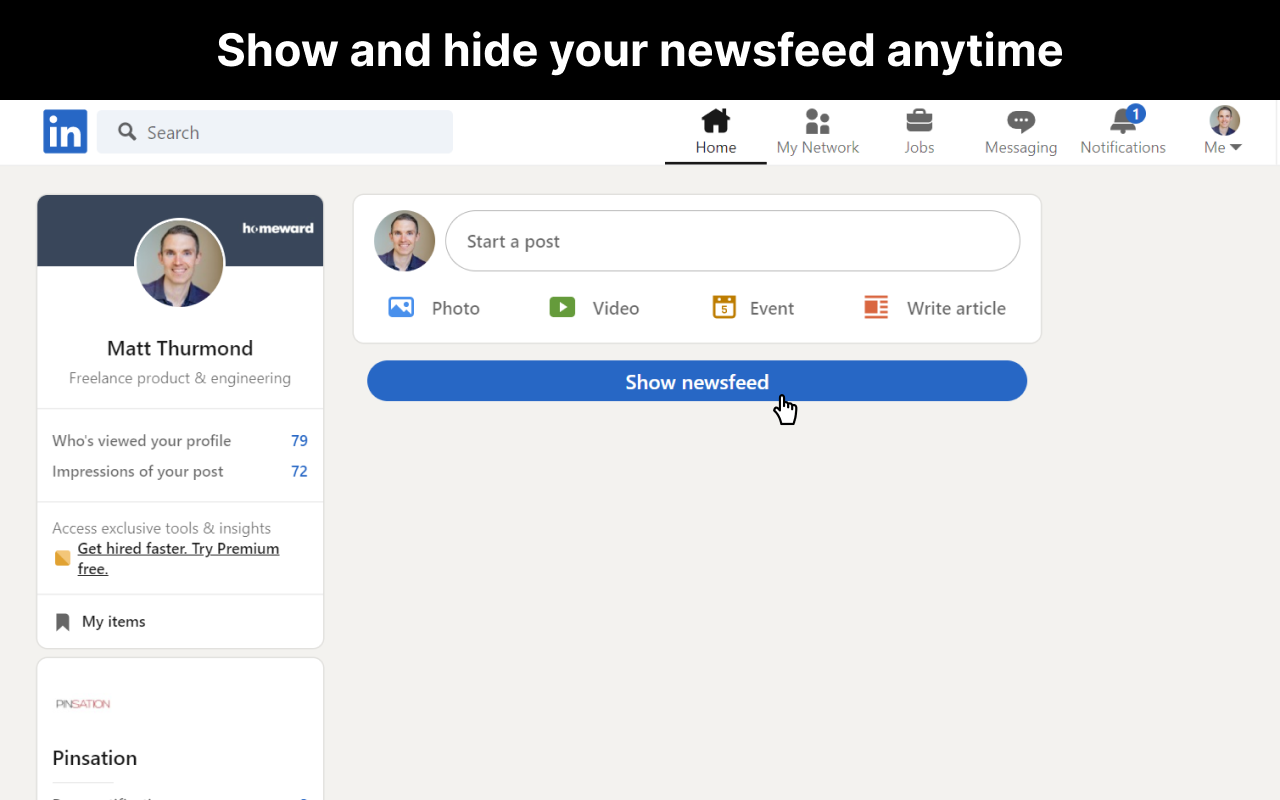 Show and hide your newsfeed anytime
in
Search
Home
My Network
Jobs
Messaging
1
Notifications
Me
homeward
Matt Thurmond
Freelance product & engineering
Who's viewed your profile 79
Impressions of your post 72
Access exclusive tools & insights
Get hired faster. Try Premium
free.
My items
PINSATION
Pinsation
Start a post
Photo
Video
5
Event
Write article
Show newsfeed